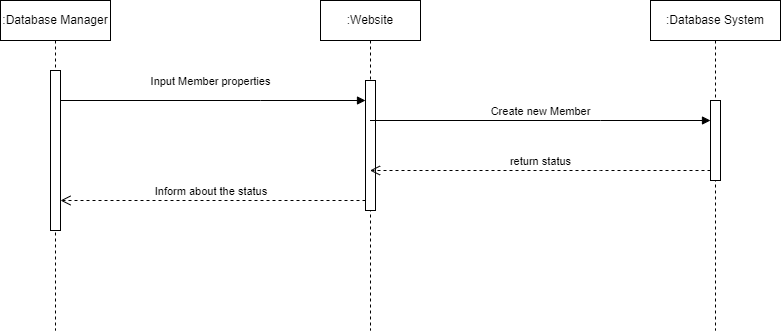 :Database Manager
:Website
:Database System
Input Member properties
Create new Member
return status
Inform about the status